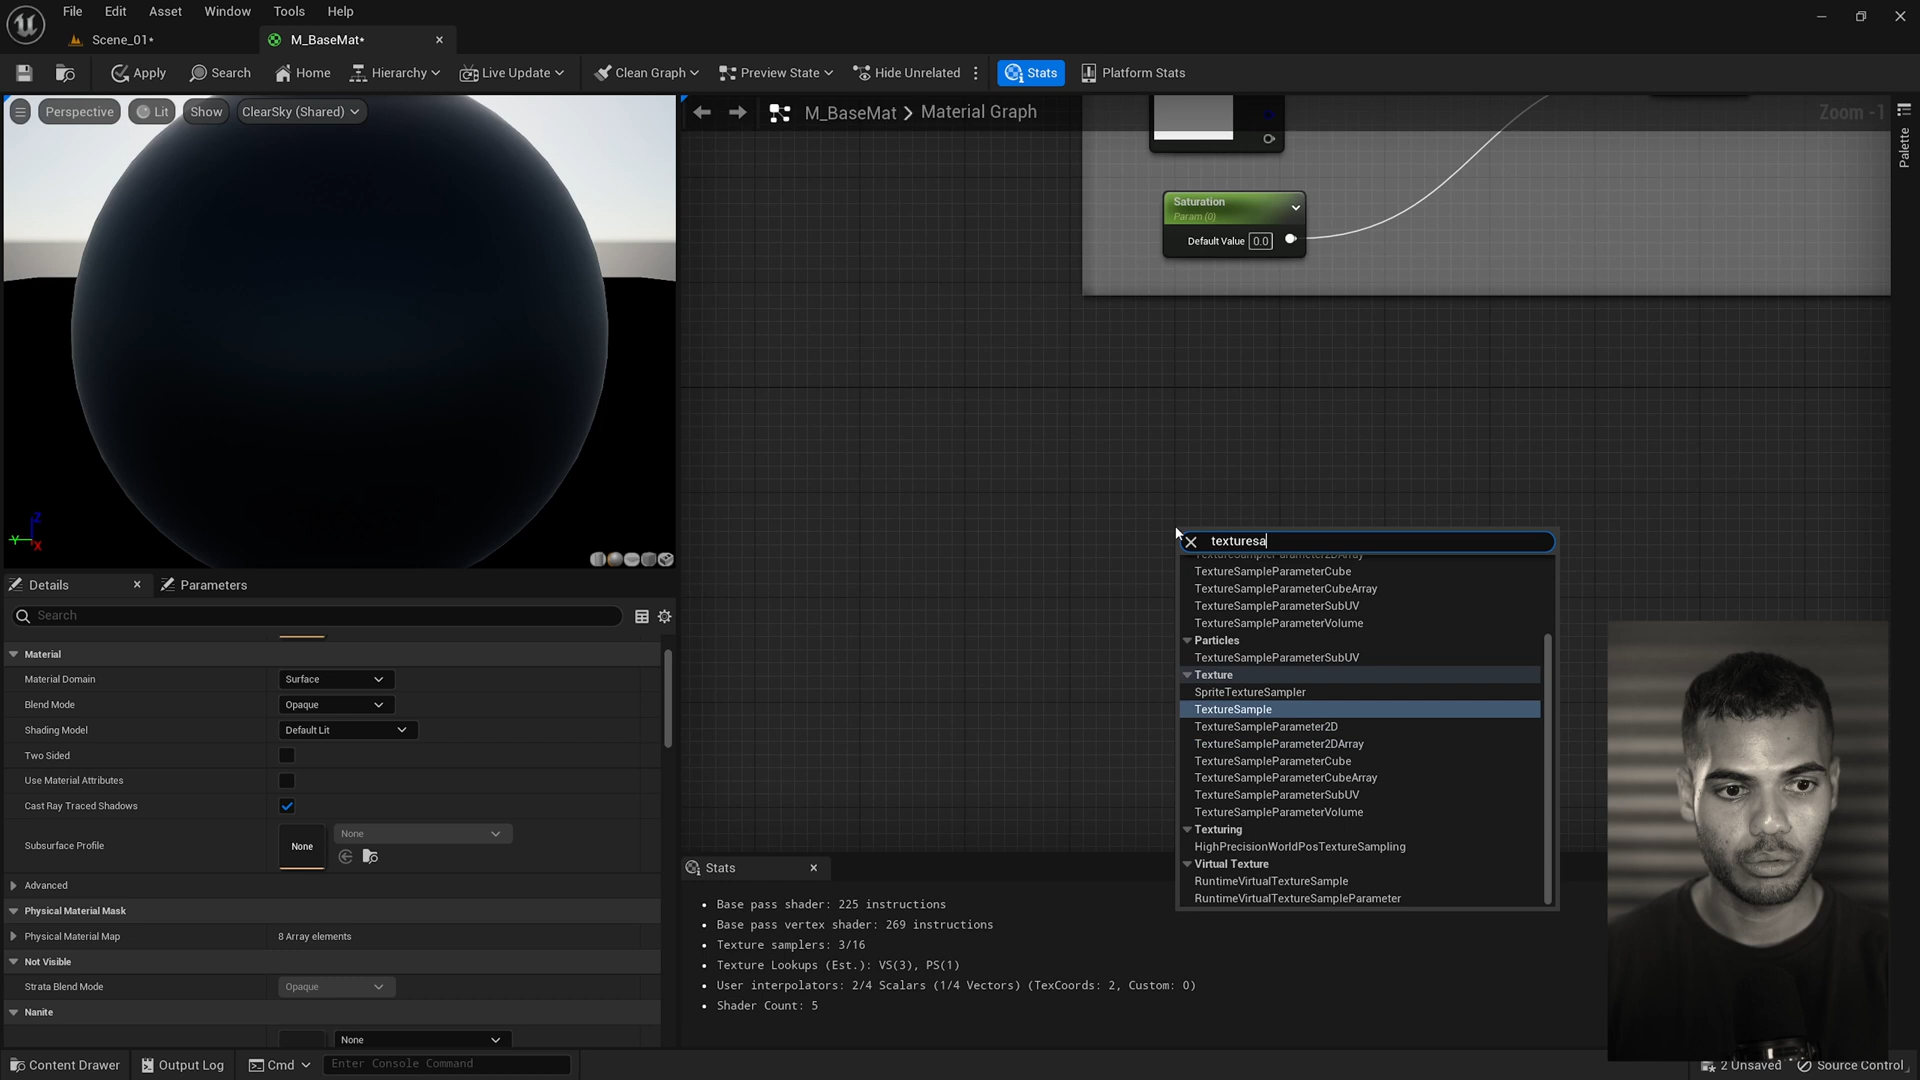 File Edit Asset Window Tools Help
Scene_01* M_BaseMat*
Apply Search Home Hierarchy Live Update Clean Graph Preview State Hide Unrelated Stats Platform Stats
Perspective Lit Show ClearSky (Shared)
M_BaseMat > Material Graph
Zoom -1
Palette
Saturation
Param (0)
Default Value 0.0
Z
Y
X
texturesa
TextureSampleParameter2DArray
TextureSampleParameterCube
TextureSampleParameterCubeArray
TextureSampleParameterSubUV
TextureSampleParameterVolume
Particles
TextureSampleParameterSubUV
Texture
SpriteTextureSampler
TextureSample
TextureSampleParameter2D
TextureSampleParameter2DArray
TextureSampleParameterCube
TextureSampleParameterCubeArray
TextureSampleParameterSubUV
TextureSampleParameterVolume
Texturing
HighPrecisionWorldPosTextureSampling
Virtual Texture
RuntimeVirtualTextureSample
RuntimeVirtualTextureSampleParameter
Details Parameters
Search
Material
Material Domain Surface
Blend Mode Opaque
Shading Model Default Lit
Two Sided
Use Material Attributes
Cast Ray Traced Shadows
Subsurface Profile None None
Advanced
Physical Material Mask
Physical Material Map 8 Array elements
Not Visible
Strata Blend Mode Opaque
Nanite
None
Stats
• Base pass shader: 225 instructions
• Base pass vertex shader: 269 instructions
• Texture samplers: 3/16
• Texture Lookups (Est.): VS(3), PS(1)
• User interpolators: 2/4 Scalars (1/4 Vectors) (TexCoords: 2, Custom: 0)
• Shader Count: 5
Content Drawer Output Log Cmd Enter Console Command 2 Unsaved Source Control